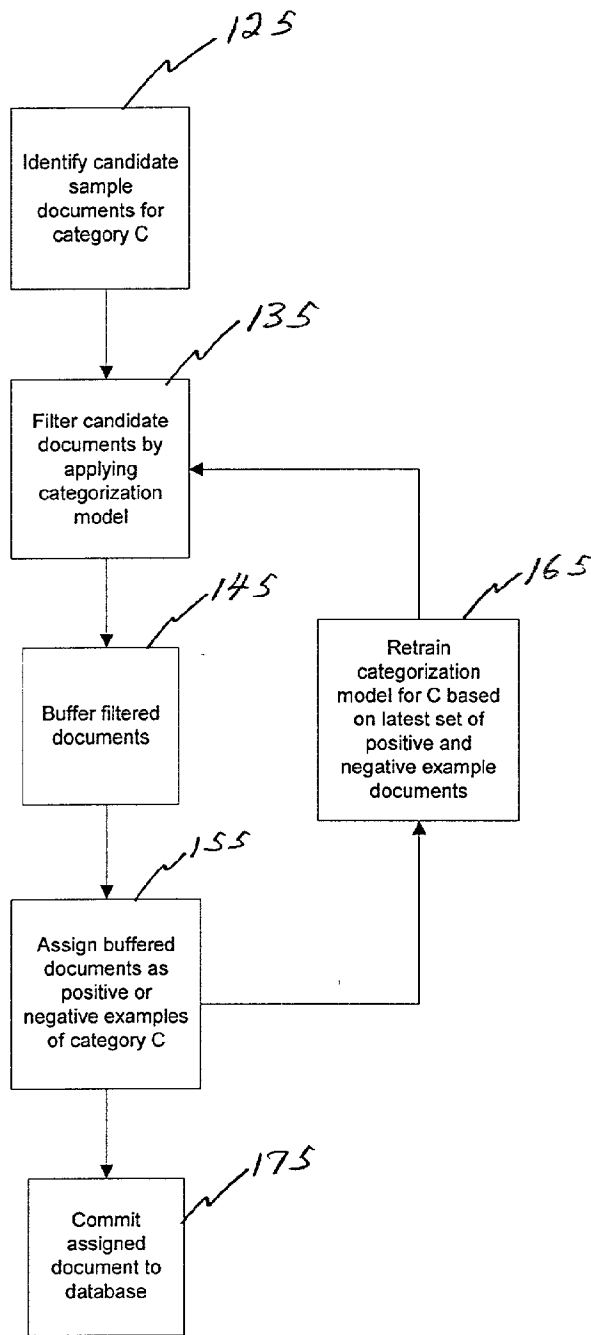 125
Identify candidate
sample
documents for
category C
135
Filter candidate
documents by
applying
categorization
model
145
Buffer filtered
documents
165
Retrain
categorization
model for C based
on latest set of
positive and
negative example
documents
155
Assign buffered
documents as
positive or
negative examples
of category C
175
Commit
assigned
document to
database